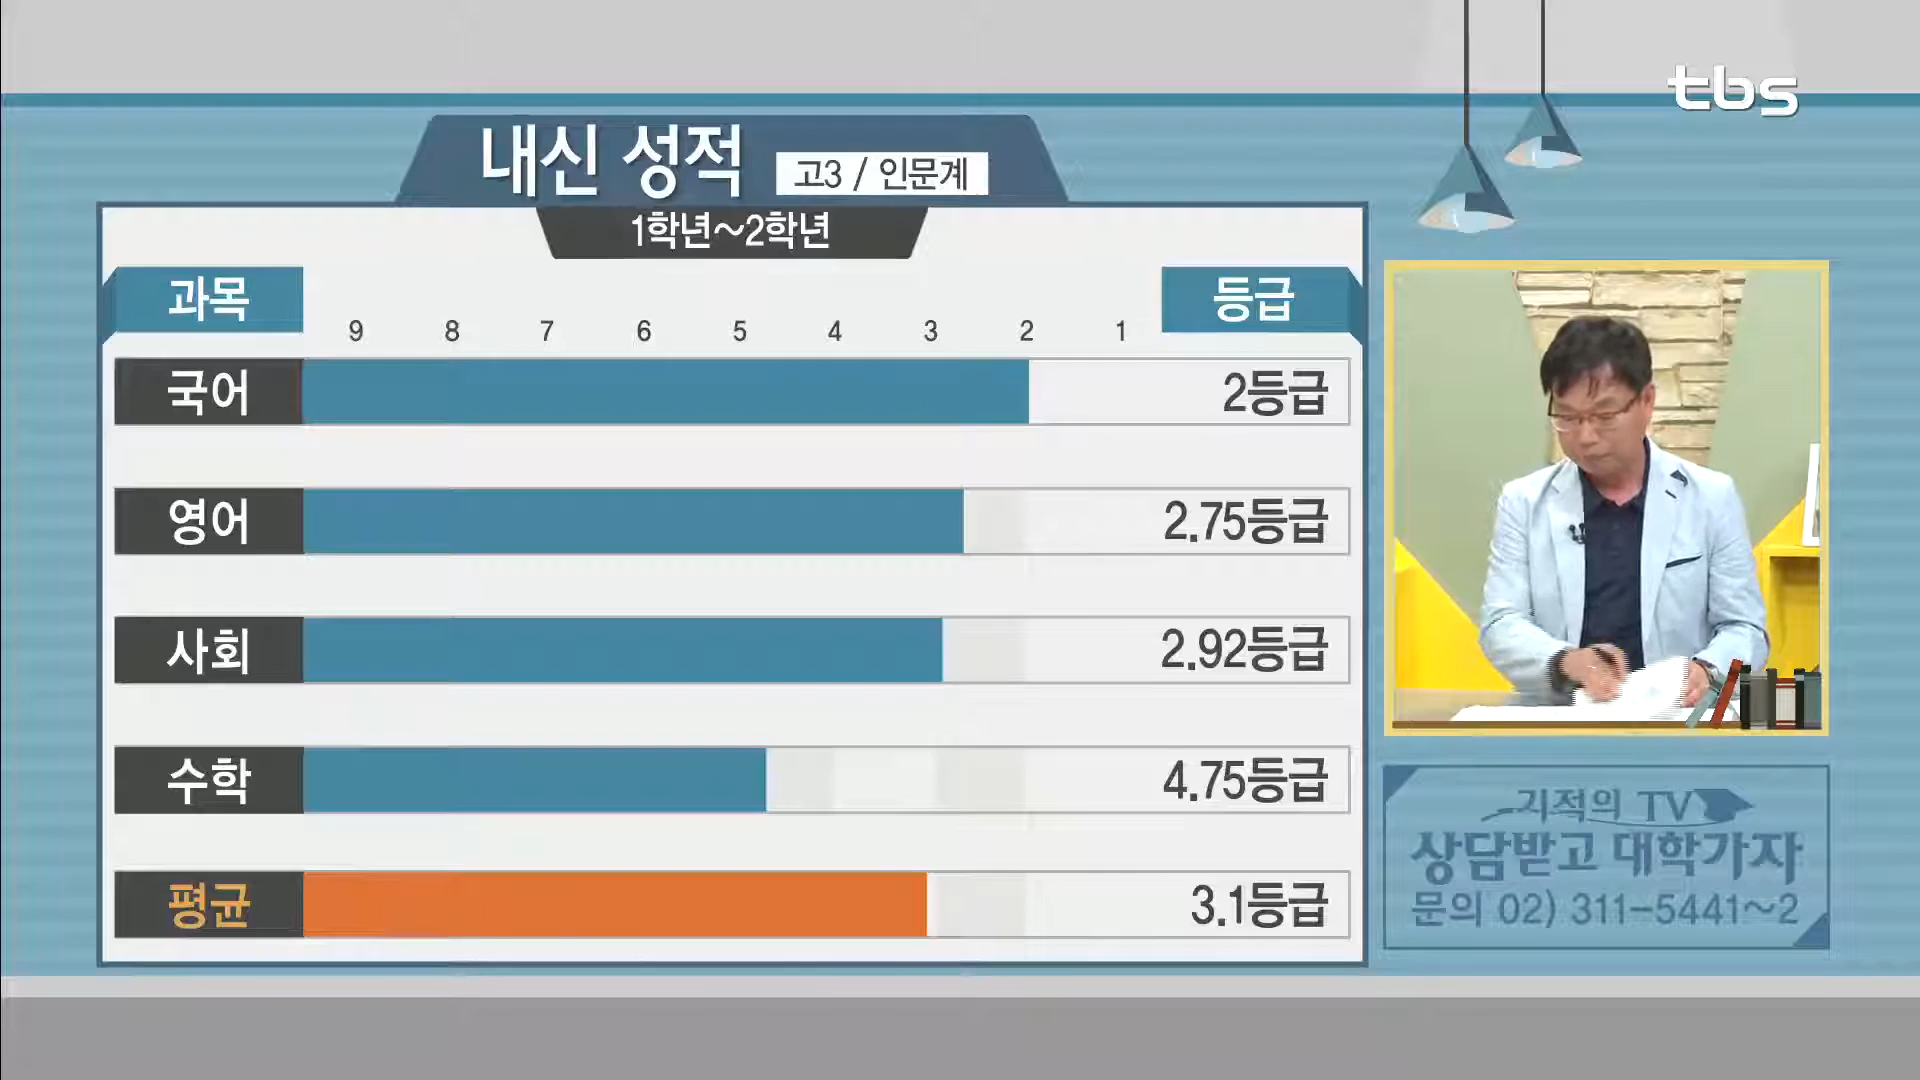 tbs
내신 성적 고3 / 인문계
1학년~2학년
과목 9 8 7 6 5 4 3 2 1 등급
국어 2등급
영어 2.75등급
사회 2.92등급
수학 4.75등급
평균 3.1등급
기적의 TV
상담받고 대학가자
문의 02) 311-5441~2